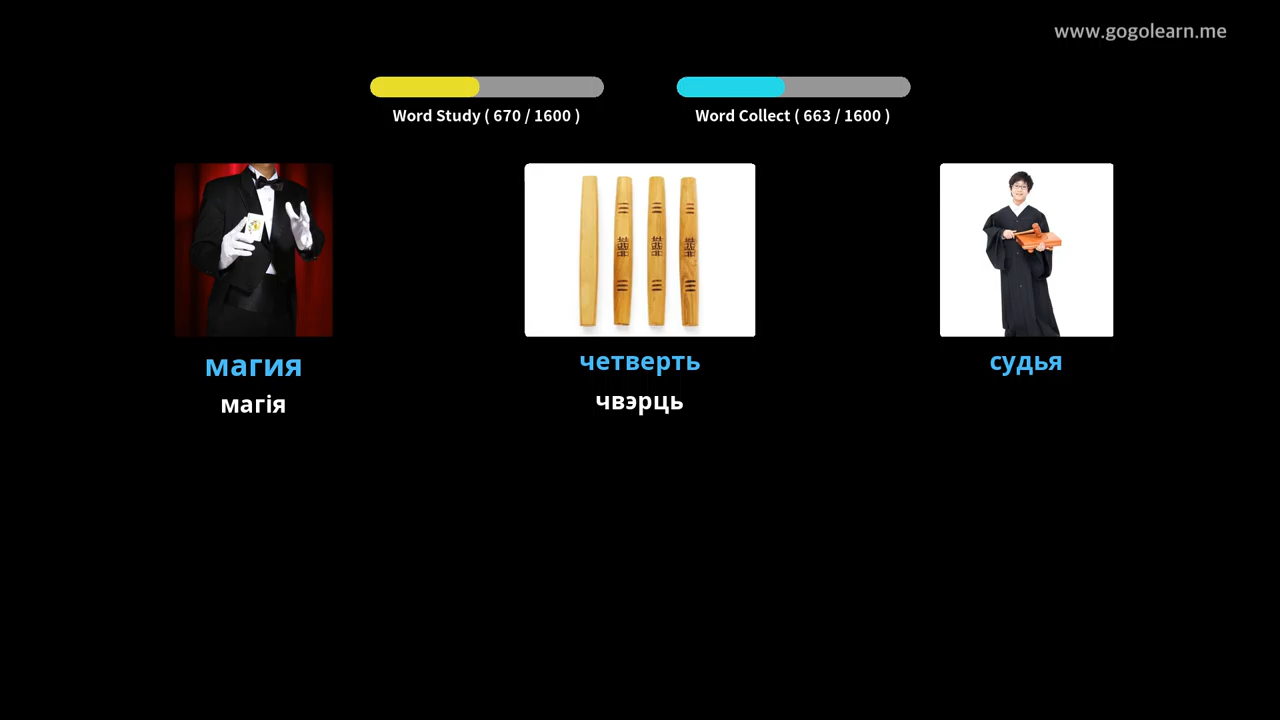 www.gogolearn.me
Word Study ( 670 / 1600 )
Word Collect ( 663 / 1600 )
магия
четверть
судья
магія
чвэрць